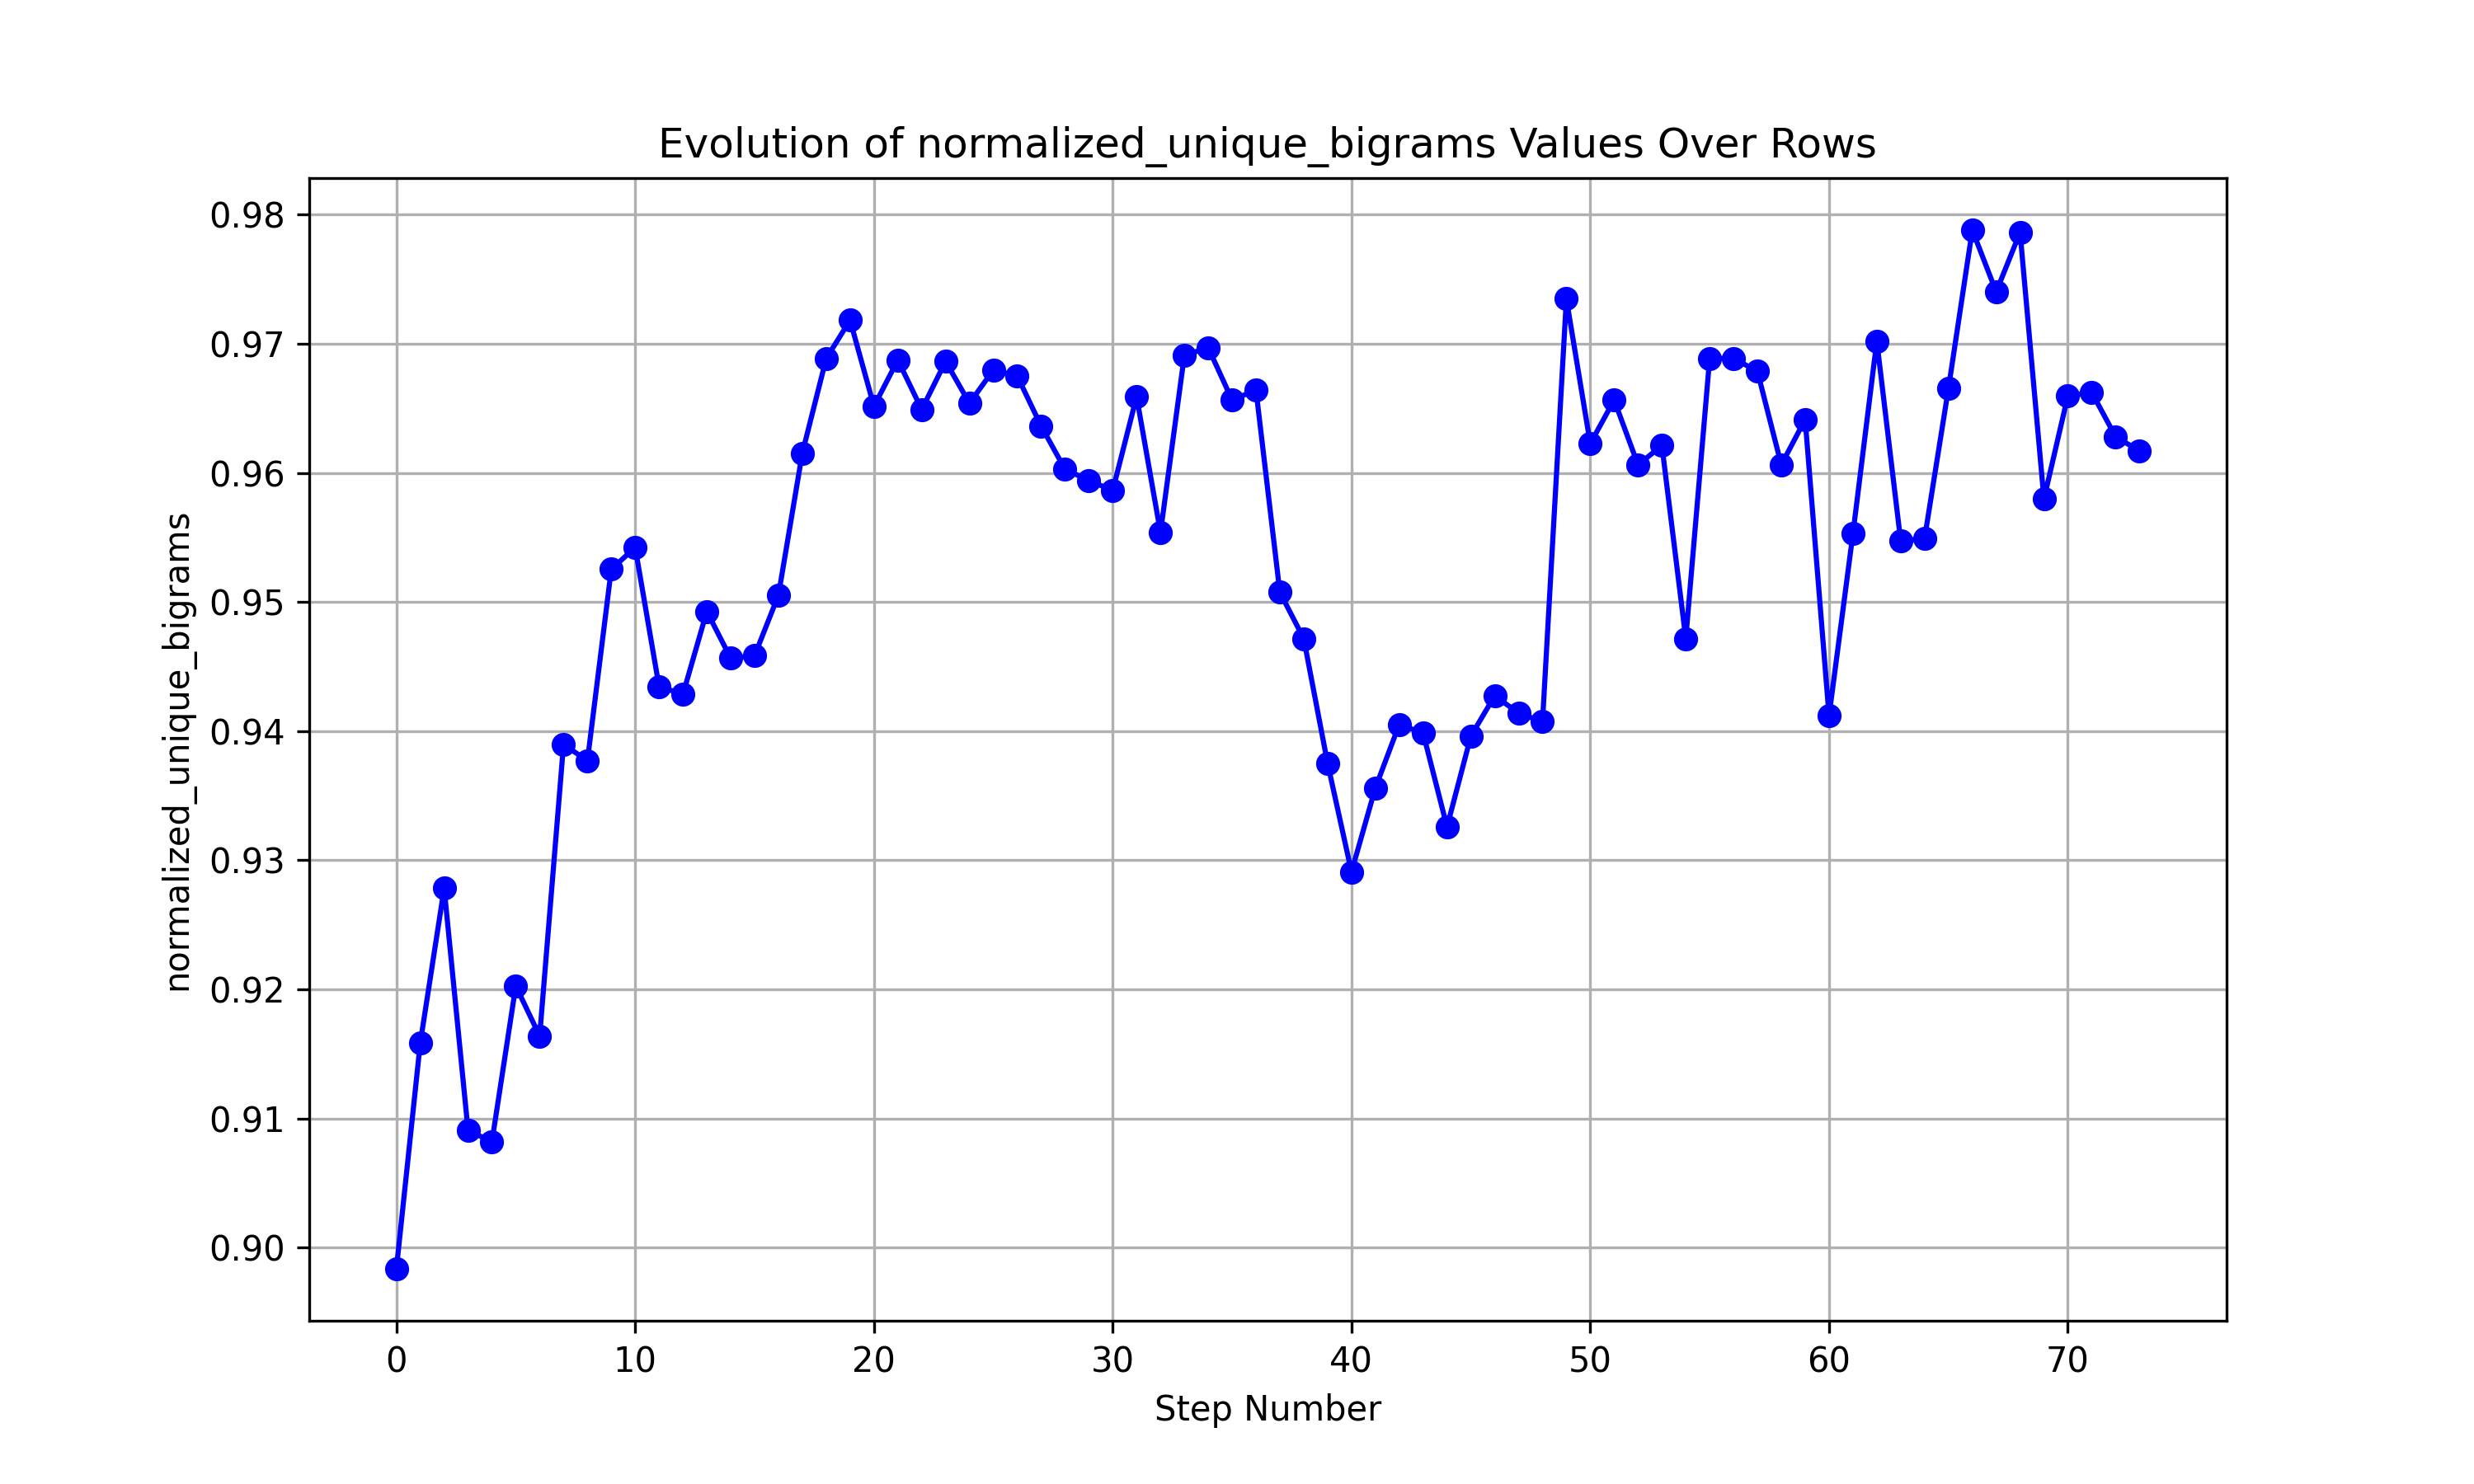 Evolution of normalized_unique_bigrams Values Over Rows
normalized_unique_bigrams
0.98
0.97
0.96
0.95
0.94
0.93
0.92
0.91
0.90
0 10 20 30 40 50 60 70
Step Number